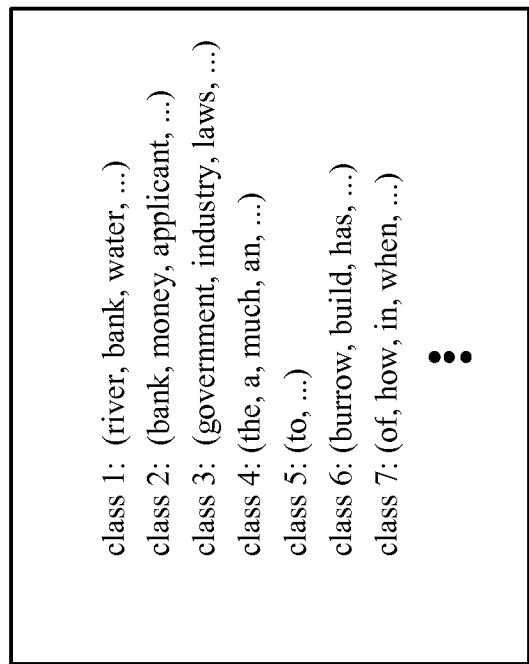 class 1: (river, bank, water, ...)
class 2: (bank, money, applicant, ...)
class 3: (government, industry, laws, ...)
class 4: (the, a, much, an, ...)
class 5: (to, ...)
class 6: (burrow, build, has, ...)
class 7: (of, how, in, when, ...)
•••